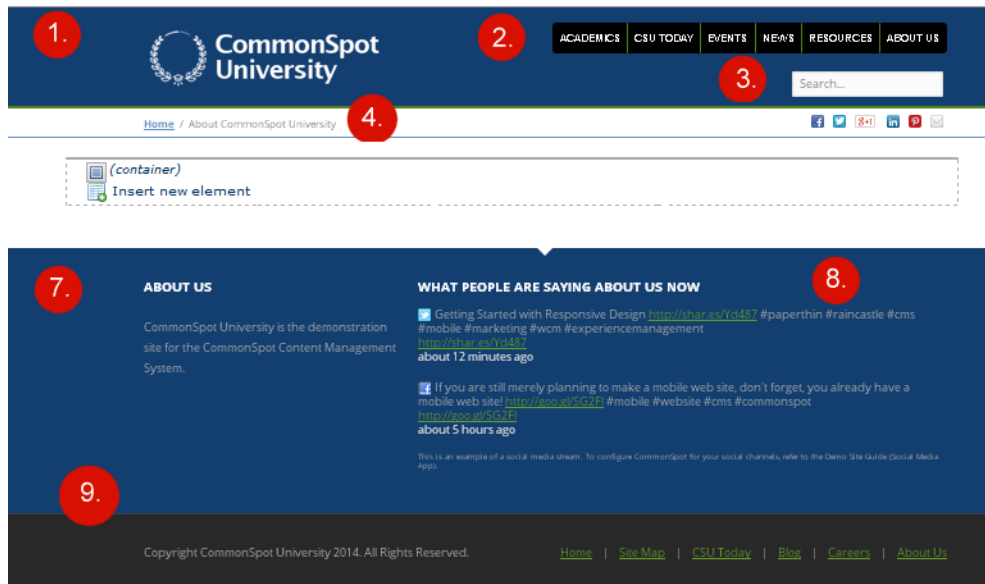 1.
CommonSpot
University
2.
ACADEMICS CSU TODAY EVENTS NEWS RESOURCES ABOUT US
3.
Search...
Home / About CommonSpot University
4.
g+1
in
(container)
Insert new element
7.
8.
ABOUT US
CommonSpot University is the demonstration
site for the CommonSpot Content Management
System.
WHAT PEOPLE ARE SAYING ABOUT US NOW
Getting Started with Responsive Design http://shar.es/Yd487 #paperthin #raincastle #cms
#mobile #marketing #wcm #experiencemanagement
http://shar.es/Yd487
about 12 minutes ago
If you are still merely planning to make a mobile web site, don't forget, you already have a
mobile web site! http://goo.gl/SG2Fl #mobile #website #cms #commonspot
http://goo.gl/SG2Fl
about 5 hours ago
This is an example of a social media stream. To configure CommonSpot for your social channels, refer to the Demo Site Guide (Social Media
App).
9.
Copyright CommonSpot University 2014. All Rights Reserved.
Home | Site Map | CSU Today | Blog | Careers | About Us